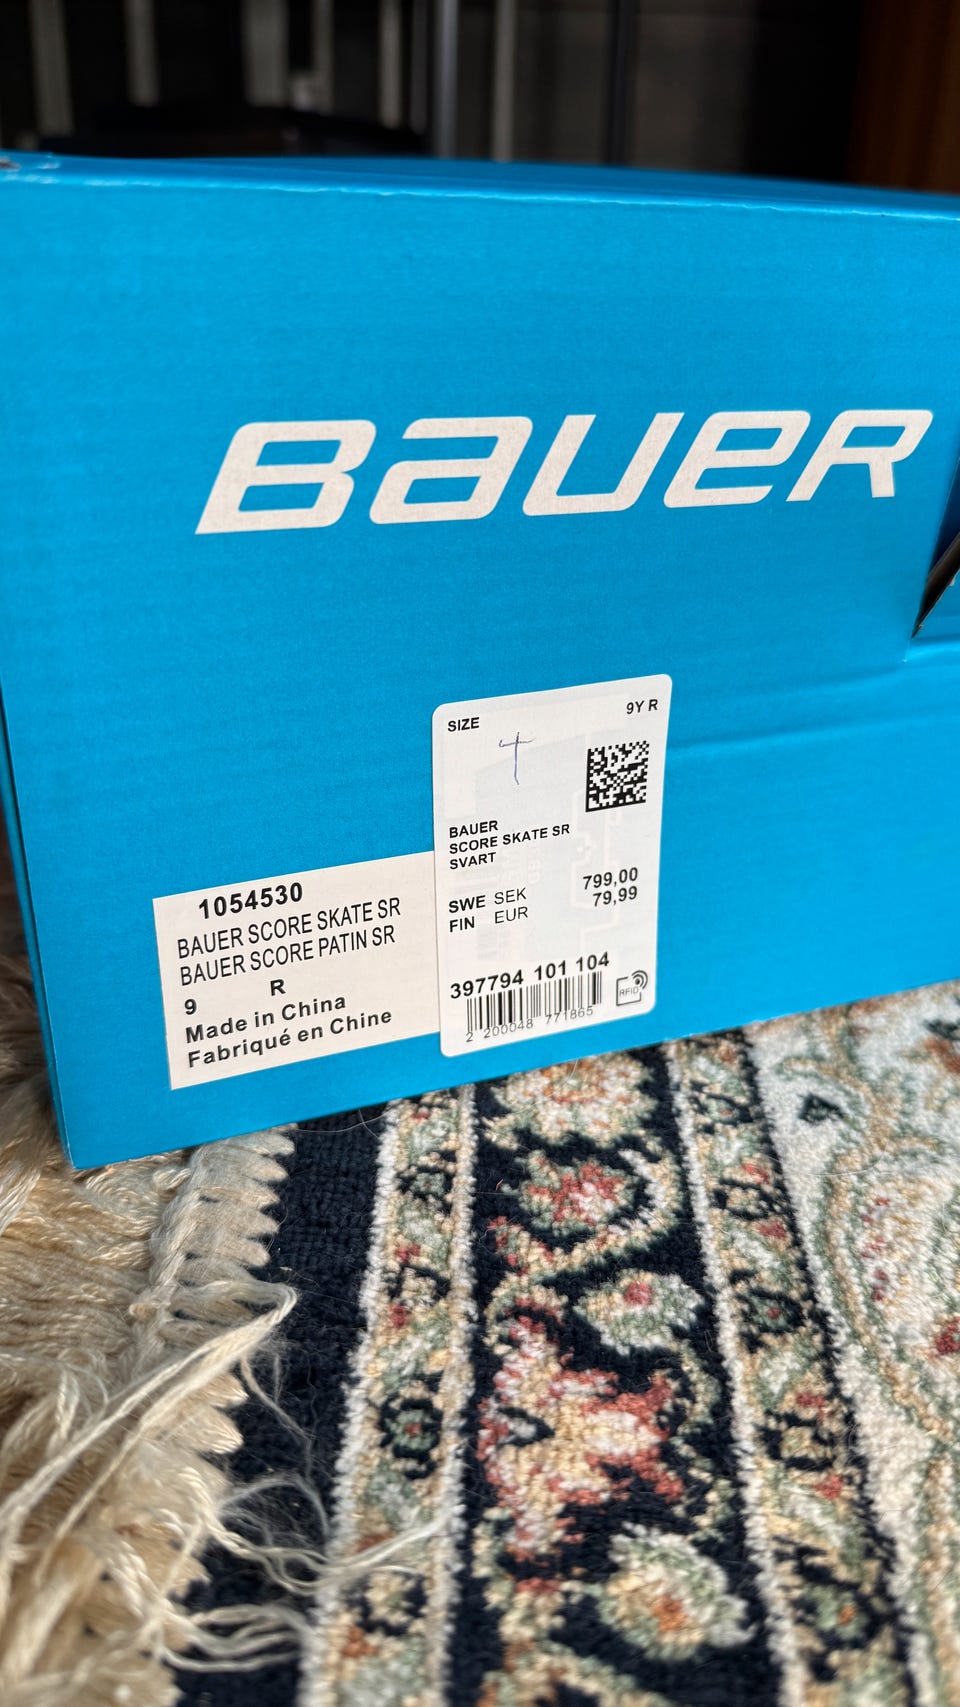 BAUER
SIZE 9Y R
BAUER
SCORE SKATE SR
SVART
SWE SEK 799,00
FIN EUR 79,99
397794 101 104
2 200048 771865
RFID
1054530
BAUER SCORE SKATE SR
BAUER SCORE PATIN SR
9 R
Made in China
Fabriqué en Chine